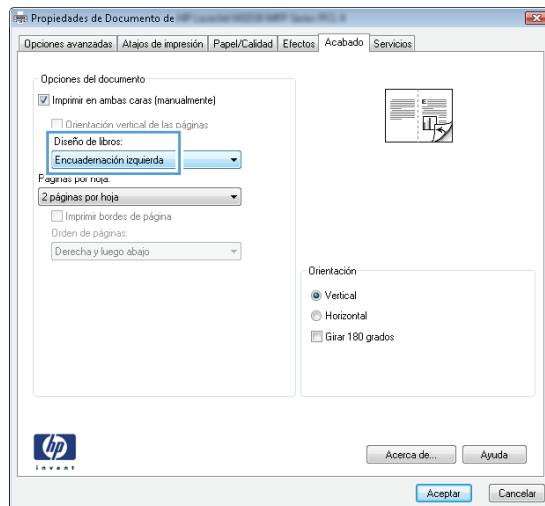 Propiedades de Documento de
Opciones avanzadas Atajos de impresión Papel/Calidad Efectos Acabado Servicios
Opciones del documento
Imprimir en ambas caras (manualmente)
Orientación vertical de las páginas
Diseño de libros:
Encuadernación izquierda
Páginas por hoja:
2 páginas por hoja
Imprimir bordes de página
Orden de páginas:
Derecha y luego abajo
Orientación
Vertical
Horizontal
Girar 180 grados
hp
invent
Acerca de... Ayuda
Aceptar Cancelar